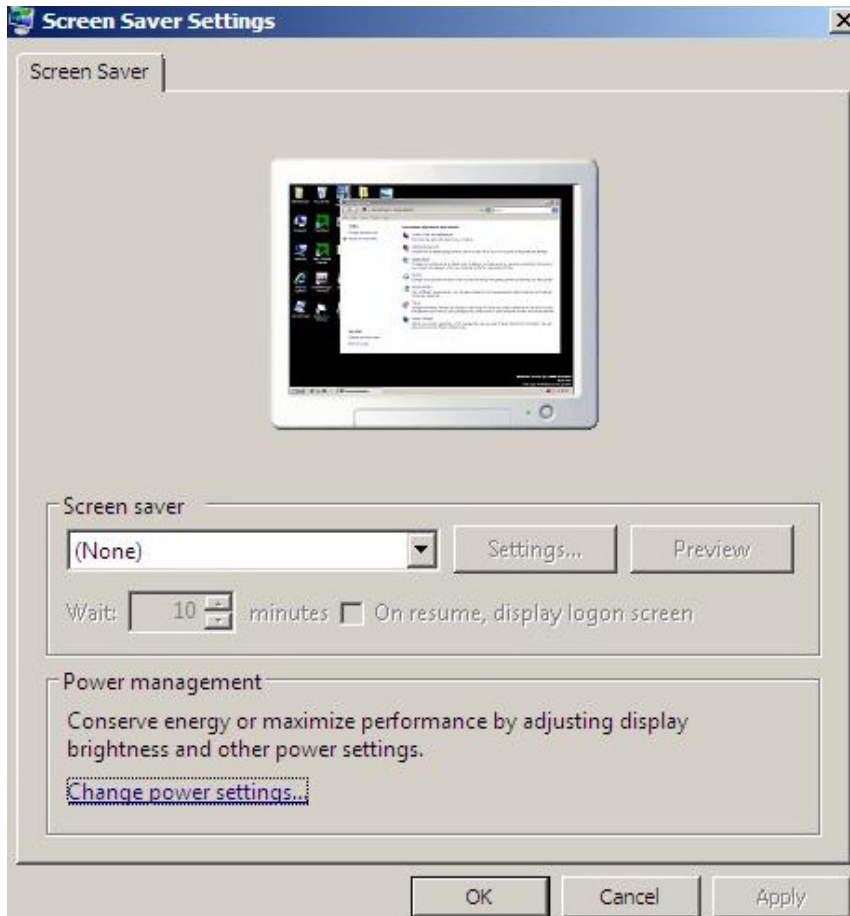 Screen Saver Settings
Screen Saver
Screen saver
(None)
Settings...
Preview
Wait:
10
minutes
On resume, display logon screen
Power management
Conserve energy or maximize performance by adjusting display
brightness and other power settings.
Change power settings...
OK
Cancel
Apply